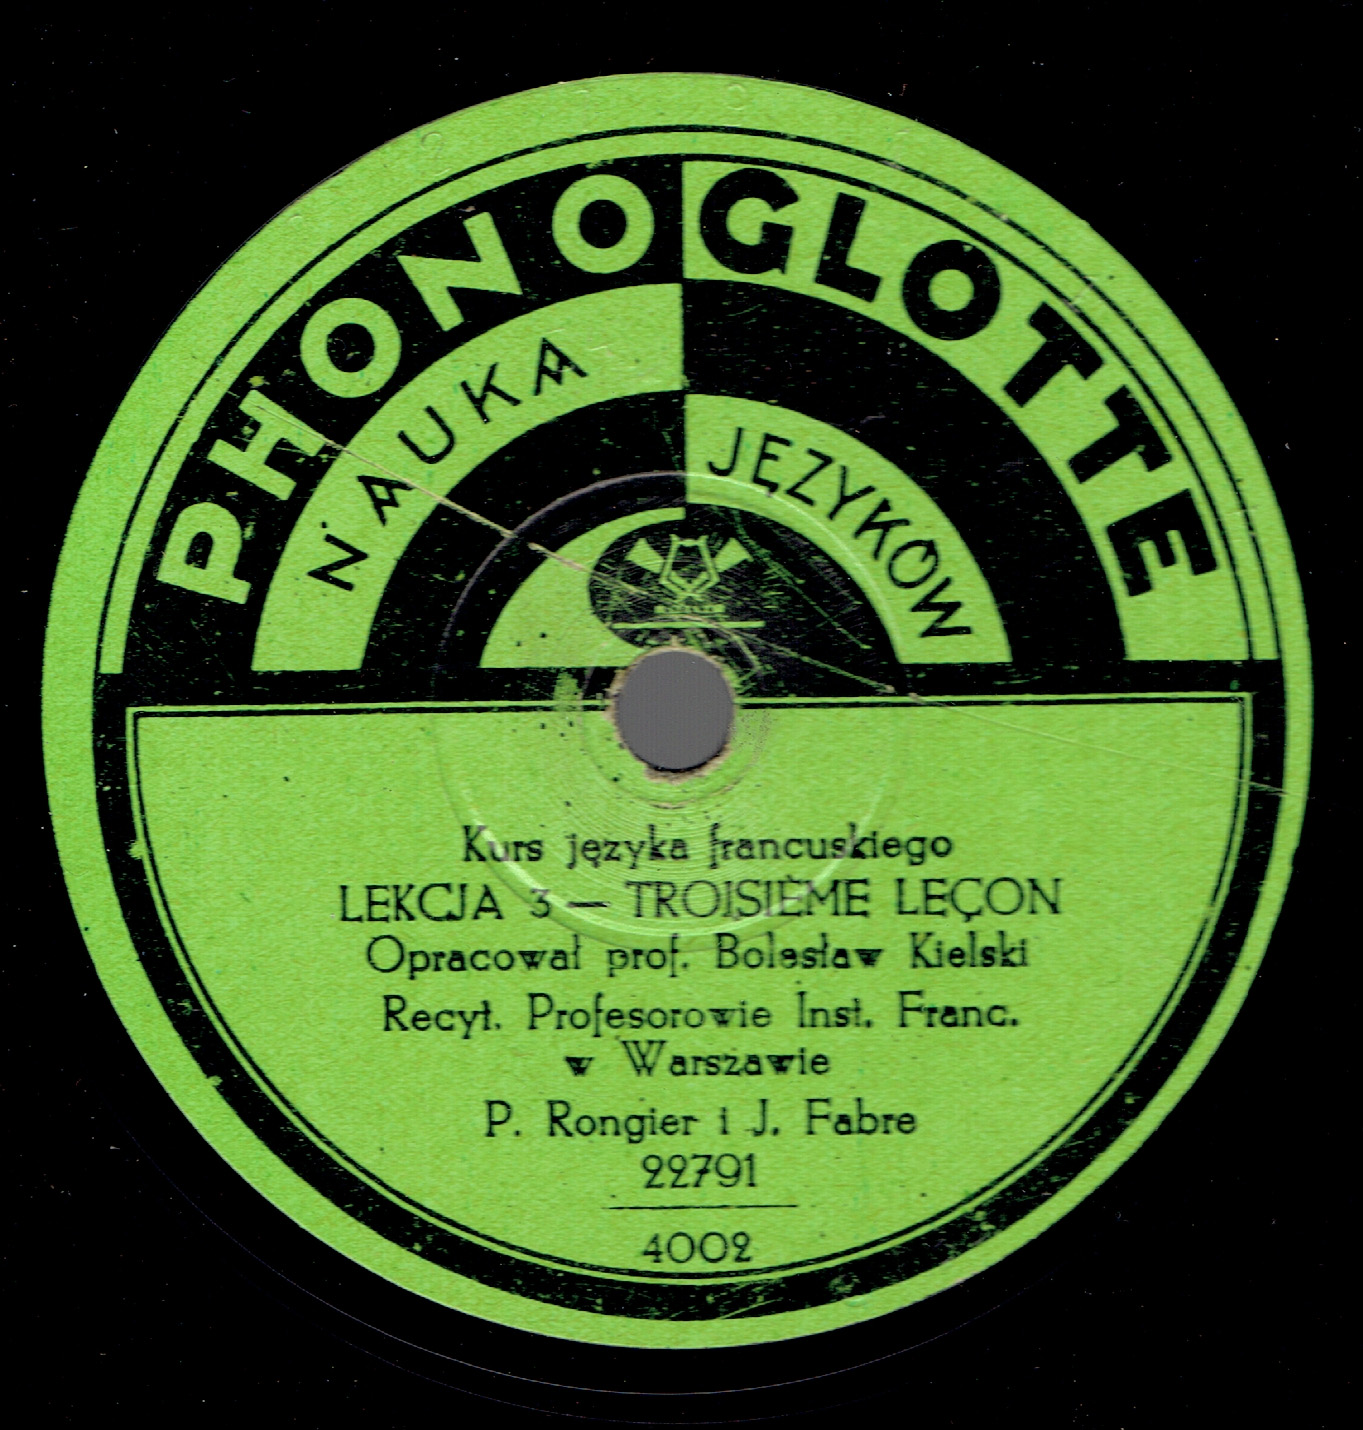 PHONOGLOTTE
NAUKA JĘZYKÓW
Kurs języka francuskiego
LEKCJA 3 — TROISIÈME LEÇON
Opracował prof. Bolesław Kielski
Recyt. Profesorowie Inst. Franc.
w Warszawie
P. Rongier i J. Fabre
22791
4002